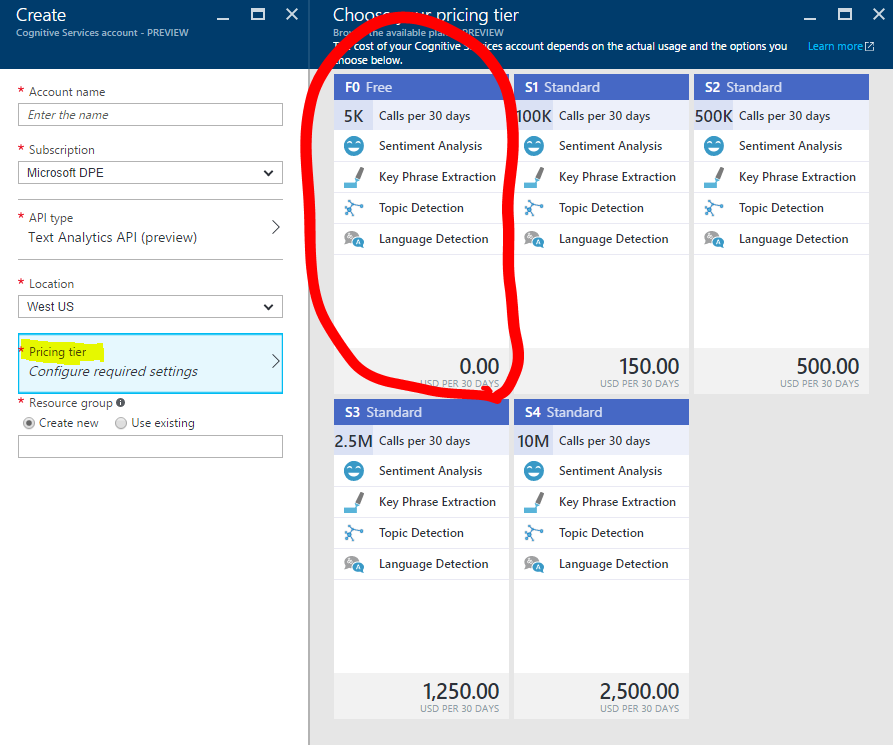 Create
Cognitive Services account - PREVIEW
* Account name
Enter the name
* Subscription
Microsoft DPE
* API type
Text Analytics API (preview)
* Location
West US
* Pricing tier
Configure required settings
* Resource group
Create new
Use existing
Choose your pricing tier
Browse the available plans - PREVIEW
The cost of your Cognitive Services account depends on the actual usage and the options you
choose below.
Learn more
F0 Free
5K Calls per 30 days
Sentiment Analysis
Key Phrase Extraction
Topic Detection
Language Detection
0.00
USD PER 30 DAYS
S1 Standard
100K Calls per 30 days
Sentiment Analysis
Key Phrase Extraction
Topic Detection
Language Detection
150.00
USD PER 30 DAYS
S2 Standard
500K Calls per 30 days
Sentiment Analysis
Key Phrase Extraction
Topic Detection
Language Detection
500.00
USD PER 30 DAYS
S3 Standard
2.5M Calls per 30 days
Sentiment Analysis
Key Phrase Extraction
Topic Detection
Language Detection
1,250.00
USD PER 30 DAYS
S4 Standard
10M Calls per 30 days
Sentiment Analysis
Key Phrase Extraction
Topic Detection
Language Detection
2,500.00
USD PER 30 DAYS